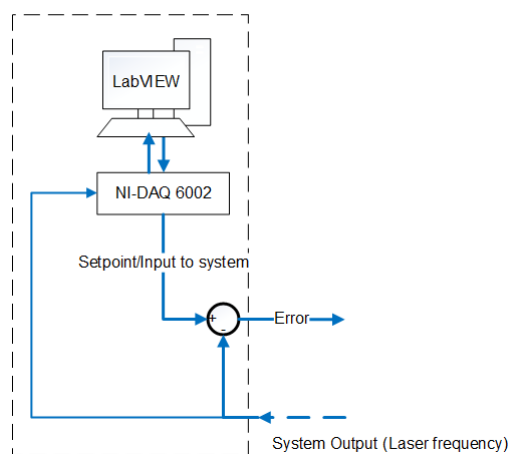 LabVIEW
NI-DAQ 6002
Setpoint/Input to system
+
-
Error
System Output (Laser frequency)